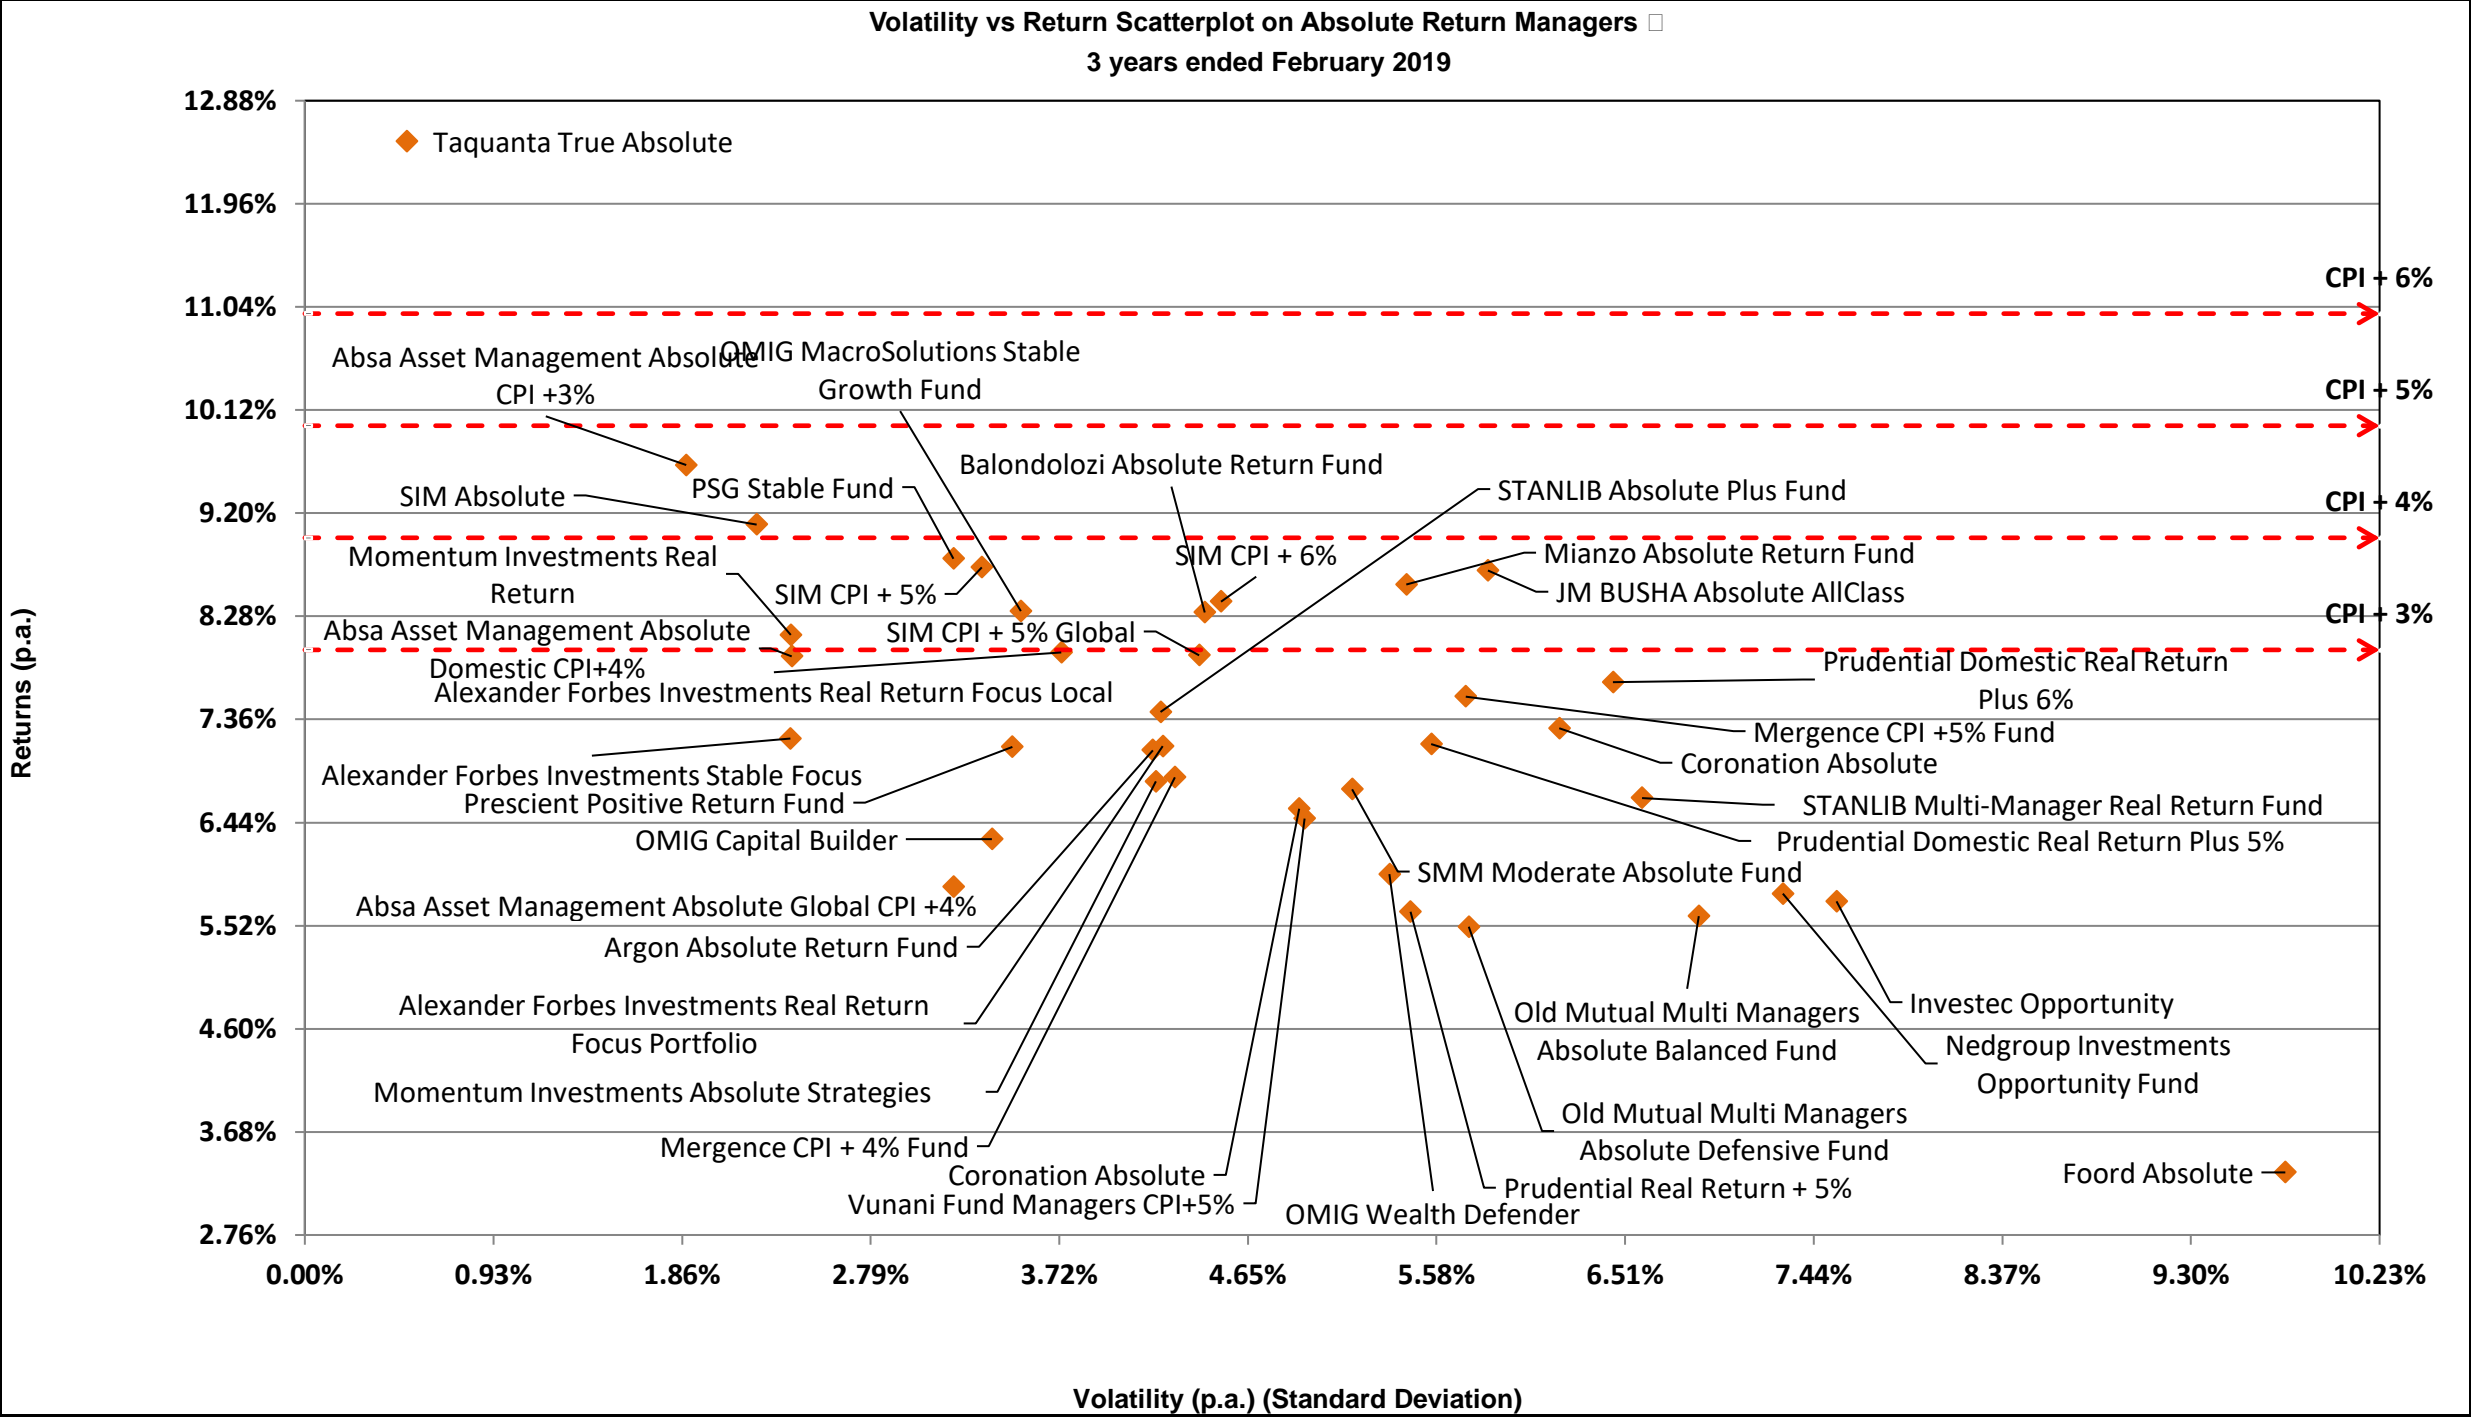 Volatility vs Return Scatterplot on Absolute Return Managers
3 years ended February 2019
12.88%
Taquanta True Absolute
11.96%
CPI + 6%
11.04%
Absa Asset Management Absolute
CPI +3%
OMIG MacroSolutions Stable
Growth Fund
CPI + 5%
10.12%
Balondolozi Absolute Return Fund
SIM Absolute
PSG Stable Fund
STANLIB Absolute Plus Fund
CPI + 4%
9.20%
Momentum Investments Real
Return
SIM CPI + 5%
SIM CPI + 6%
Mianzo Absolute Return Fund
JM BUSHA Absolute AllClass
8.28%
CPI + 3%
Absa Asset Management Absolute
Domestic CPI+4%
SIM CPI + 5% Global
Alexander Forbes Investments Real Return Focus Local
Prudential Domestic Real Return
Plus 6%
7.36%
Mergence CPI +5% Fund
Coronation Absolute
Alexander Forbes Investments Stable Focus
Prescient Positive Return Fund
STANLIB Multi-Manager Real Return Fund
6.44%
OMIG Capital Builder
Prudential Domestic Real Return Plus 5%
SMM Moderate Absolute Fund
Absa Asset Management Absolute Global CPI +4%
5.52%
Argon Absolute Return Fund
Alexander Forbes Investments Real Return
Focus Portfolio
Old Mutual Multi Managers
Absolute Balanced Fund
Investec Opportunity
4.60%
Nedgroup Investments
Opportunity Fund
Momentum Investments Absolute Strategies
Old Mutual Multi Managers
Absolute Defensive Fund
3.68%
Mergence CPI + 4% Fund
Coronation Absolute
Vunani Fund Managers CPI+5%
Prudential Real Return + 5%
OMIG Wealth Defender
Foord Absolute
2.76%
0.00%
0.93%
1.86%
2.79%
3.72%
4.65%
5.58%
6.51%
7.44%
8.37%
9.30%
10.23%
Returns (p.a.)
Volatility (p.a.) (Standard Deviation)